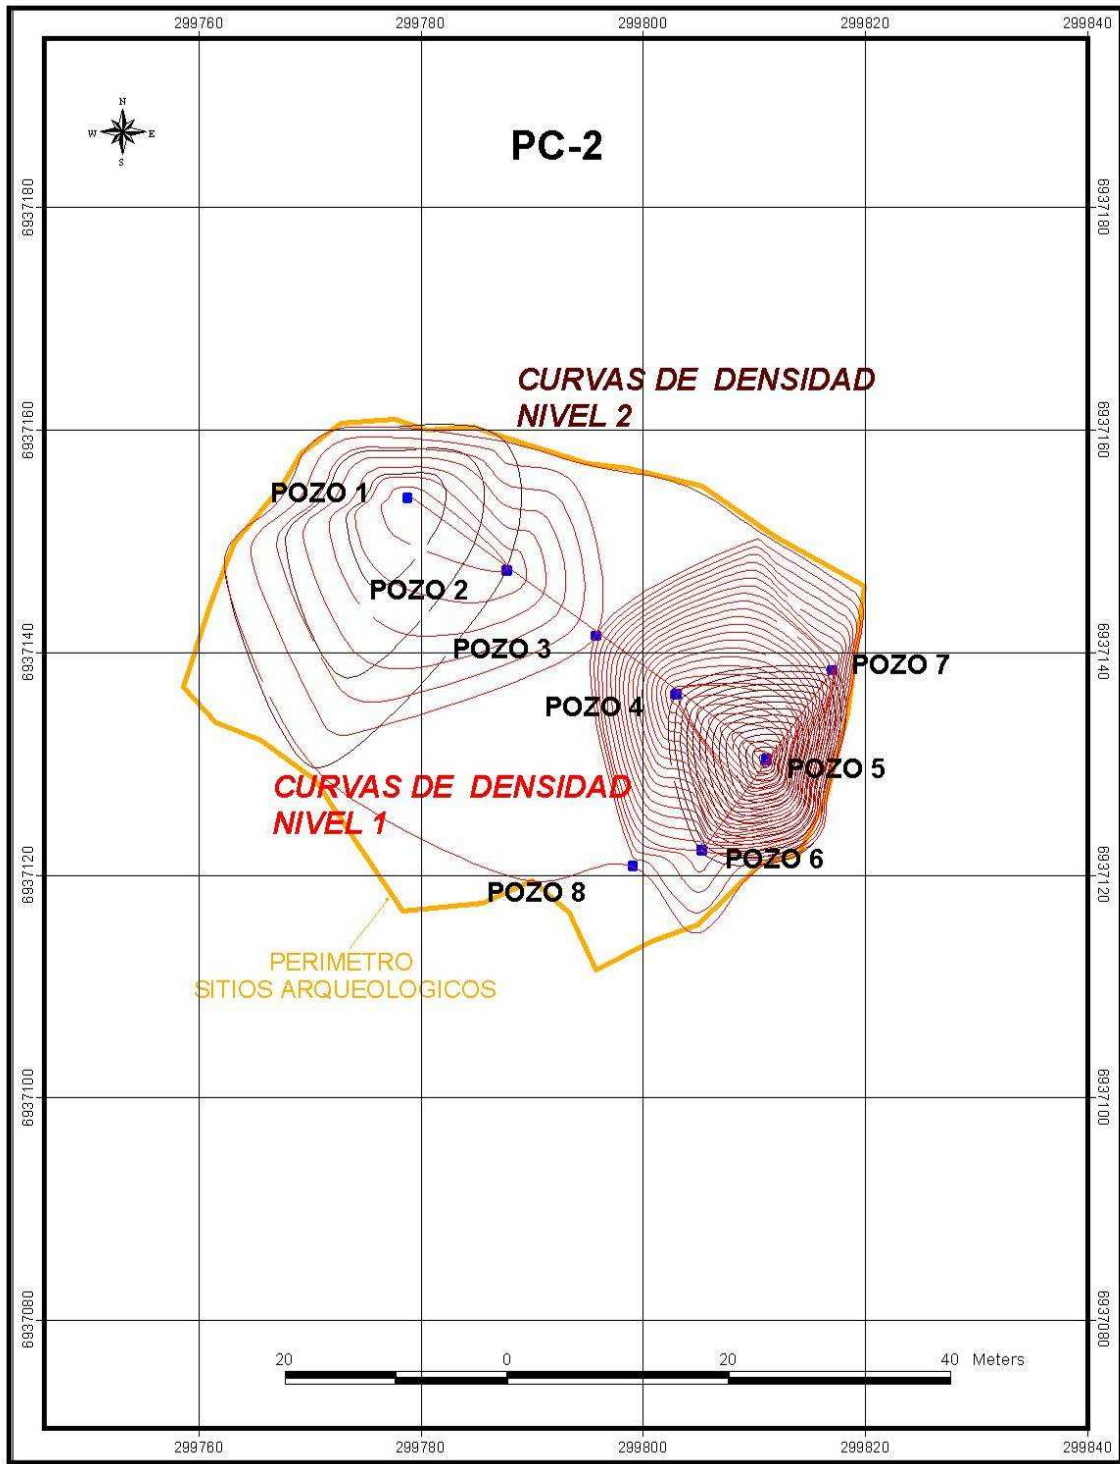 299760 299780 299800 299820 299840
N
W E
S
PC-2
6937180 6937180
CURVAS DE DENSIDAD
NIVEL 2
6937160 6937160
POZO 1
POZO 2
POZO 3
6937140 6937140
POZO 7
POZO 4
POZO 5
CURVAS DE DENSIDAD
NIVEL 1
POZO 6
6937120 6937120
POZO 8
PERIMETRO
SITIOS ARQUEOLOGICOS
6937100 6937100
6937080 6937080
20 0 20 40 Meters
299760 299780 299800 299820 299840